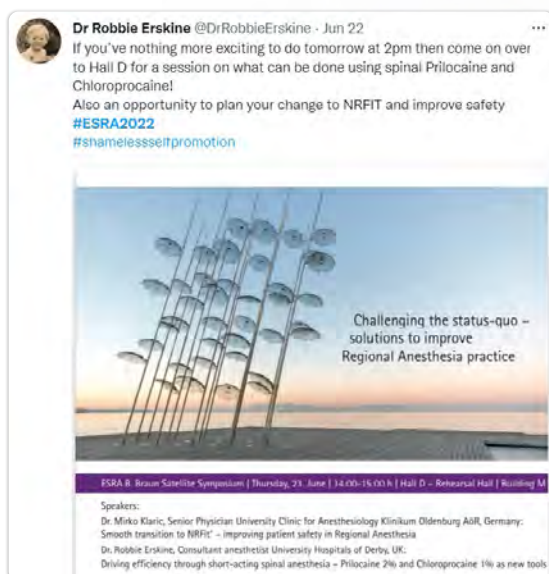 Dr Robbie Erskine @DrRobbieErskine · Jun 22 ...
If you've nothing more exciting to do tomorrow at 2pm then come on over
to Hall D for a session on what can be done using spinal Prilocaine and
Chloroprocaine!
Also an opportunity to plan your change to NRFIT and improve safety
#ESRA2022
#shamelessselfpromotion
Challenging the status-quo –
solutions to improve
Regional Anesthesia practice
ESRA B. Braun Satellite Symposium | Thursday, 23. June | 14:00-15:00 h | Hall D – Rehearsal Hall | Building M
Speakers:
Dr. Mirko Klaric, Senior Physician University Clinic for Anesthesiology Klinikum Oldenburg AöR, Germany:
Smooth transition to NRFit® – improving patient safety in Regional Anesthesia
Dr. Robbie Erskine, Consultant anesthetist University Hospitals of Derby, UK:
Driving efficiency through short-acting spinal anesthesia – Prilocaine 2% and Chloroprocaine 1% as new tools